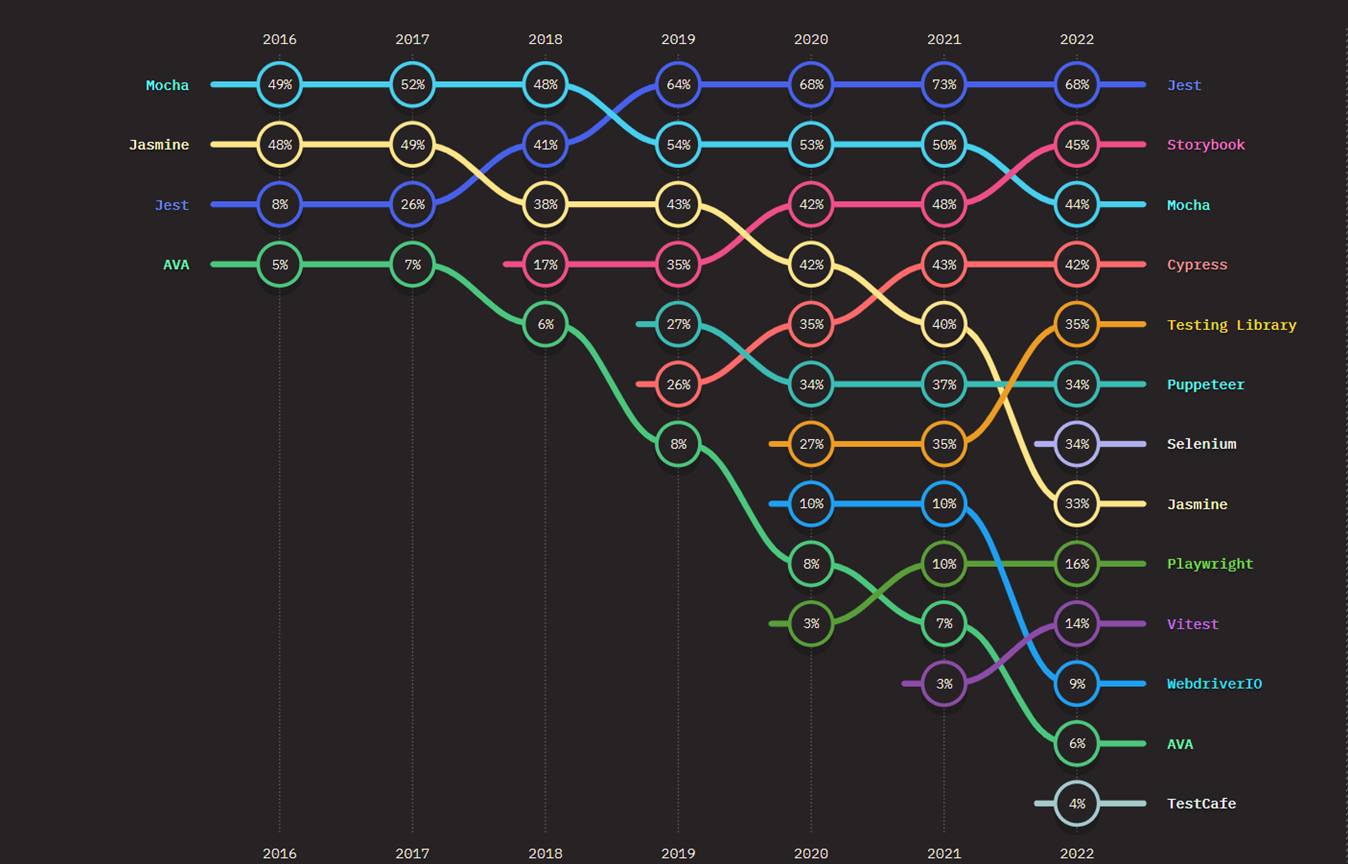 2016 2017 2018 2019 2020 2021 2022
Mocha 49% 52% 48% 64% 68% 73% 68% Jest
Jasmine 48% 49% 41% 54% 53% 50% 45% Storybook
Jest 8% 26% 38% 43% 42% 48% 44% Mocha
AVA 5% 7% 17% 35% 42% 43% 42% Cypress
6% 27% 35% 40% 35% Testing Library
26% 34% 37% 34% Puppeteer
8% 27% 35% 34% Selenium
10% 10% 33% Jasmine
8% 10% 16% Playwright
3% 7% 14% Vitest
3% 9% WebdriverIO
6% AVA
4% TestCafe
2016 2017 2018 2019 2020 2021 2022